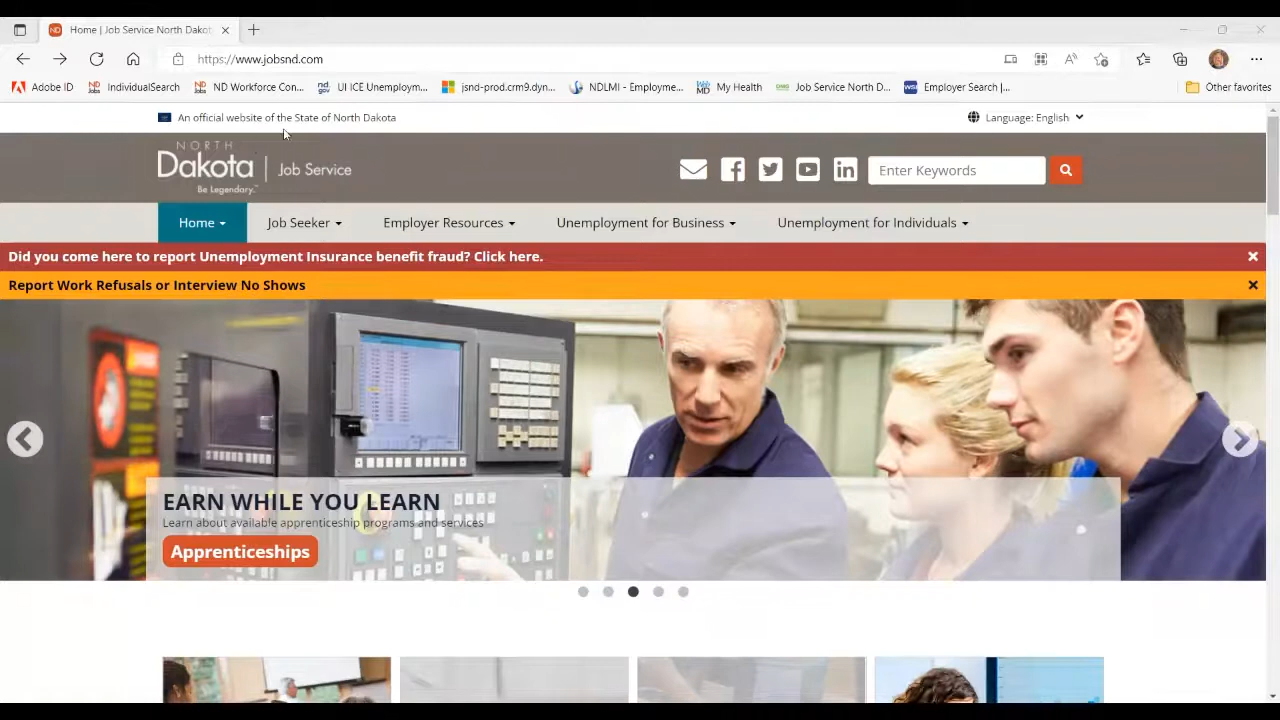 Home | Job Service North Dakot
https://www.jobsnd.com
Adobe ID
IndividualSearch
ND Workforce Con...
UI ICE Unemploym...
jsnd-prod.crm9.dyn...
NDLMI - Employme...
My Health
Job Service North D...
Employer Search |...
Other favorites
An official website of the State of North Dakota
Language: English
NORTH
Dakota | Job Service
Be Legendary.™
Enter Keywords
Home
Job Seeker
Employer Resources
Unemployment for Business
Unemployment for Individuals
Did you come here to report Unemployment Insurance benefit fraud? Click here.
Report Work Refusals or Interview No Shows
EARN WHILE YOU LEARN
Learn about available apprenticeship programs and services
Apprenticeships